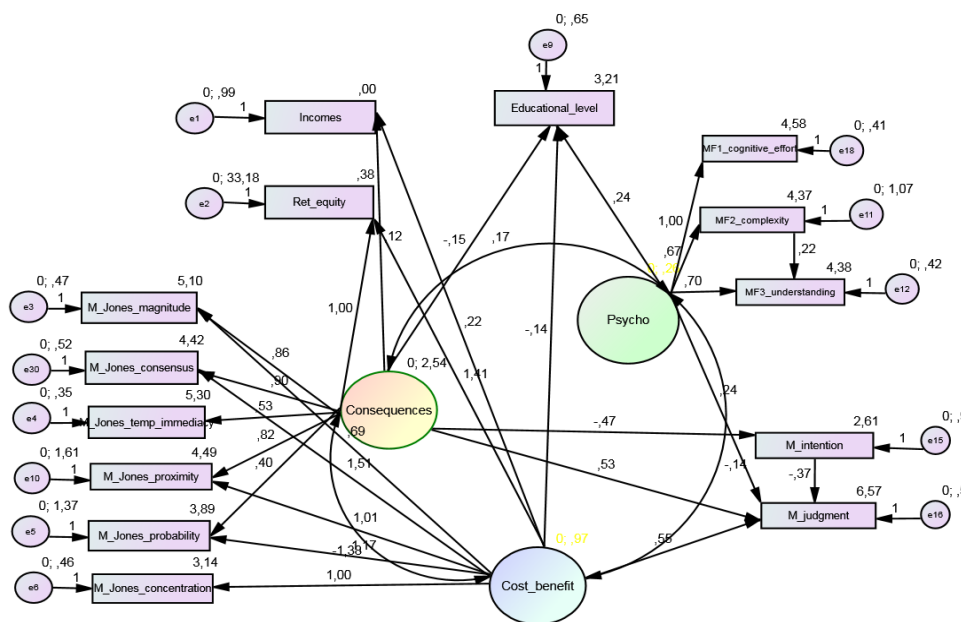 0; ,65
e9
1
3,21
Educational_level
0; ,99
e1
1
,00
Incomes
0; 33,18
e2
1
,38
Ret_equity
4,58
0; ,41
MF1_cognitive_effort
1
e18
4,37
0; 1,07
MF2_complexity
1
e11
,22
4,38
0; ,42
MF3_understanding
1
e12
,24
1,00
,67
,70
-,15
,17
12
1,00
Psycho
0; ,47
e3
1
5,10
M_Jones_magnitude
0; ,52
e30
1
4,42
M_Jones_consensus
0; ,35
e4
1
5,30
M_Jones_temp_immediacy
0; 1,61
e10
1
4,49
M_Jones_proximity
0; 1,37
e5
1
3,89
M_Jones_probability
0; ,46
e6
1
3,14
M_Jones_concentration
,86
,90
,53
,82
,40
,69
1,51
1,01
1,00
0; 2,54
Consequences
,22
1,41
-,14
,24
-,14
-,47
,53
-,37
,55
2,61
M_intention
1
e15
6,57
M_judgment
1
e16
0; ,97
Cost_benefit